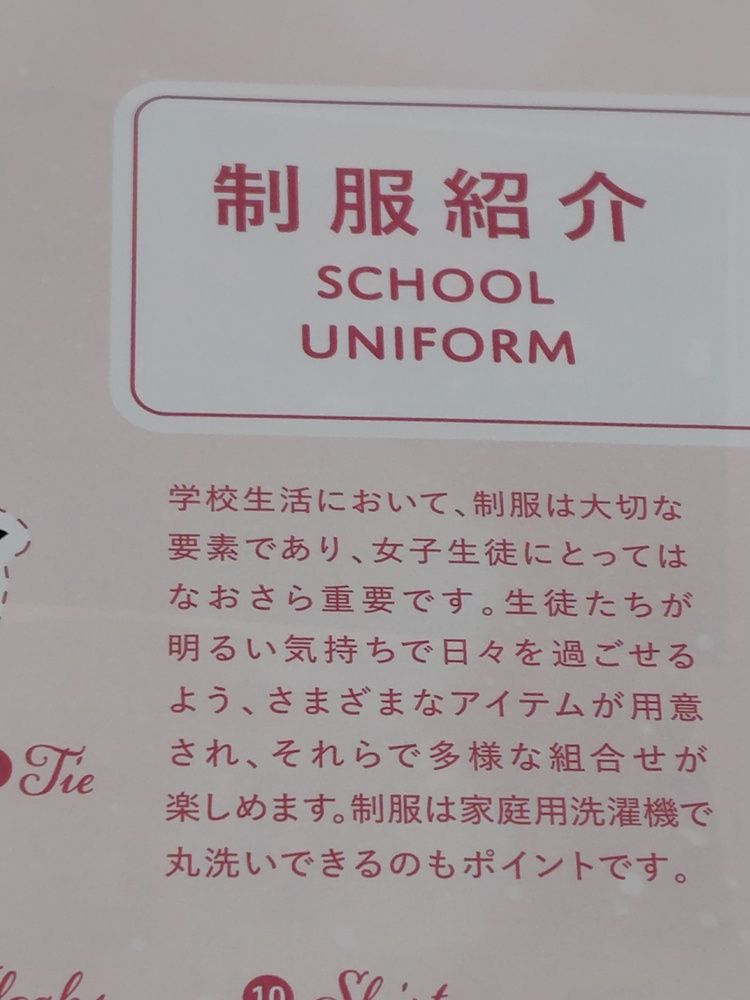 制服紹介
SCHOOL
UNIFORM
学校生活において、制服は大切な
要素であり、女子生徒にとっては
なおさら重要です。生徒たちが
明るい気持ちで日々を過ごせる
よう、さまざまなアイテムが用意
され、それらで多様な組合せが
楽しめます。制服は家庭用洗濯機で
丸洗いできるのもポイントです。
Tie
10